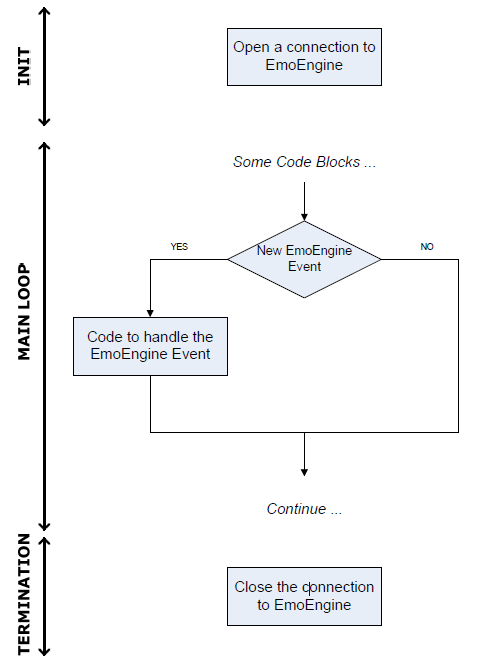 INIT
Open a connection to
EmoEngine
MAIN LOOP
Some Code Blocks ...
YES
New EmoEngine
Event
NO
Code to handle the
EmoEngine Event
Continue ...
TERMINATION
Close the connection
to EmoEngine